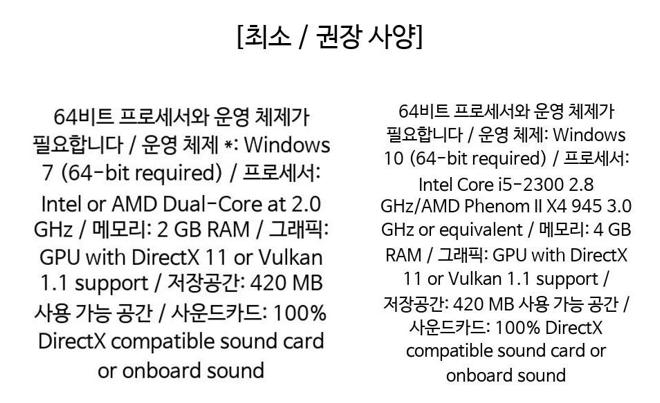 [최소 / 권장 사양]
64비트 프로세서와 운영 체제가
필요합니다 / 운영 체제 *: Windows
7 (64-bit required) / 프로세서:
Intel or AMD Dual-Core at 2.0
GHz / 메모리: 2 GB RAM / 그래픽:
GPU with DirectX 11 or Vulkan
1.1 support / 저장공간: 420 MB
사용 가능 공간 / 사운드카드: 100%
DirectX compatible sound card
or onboard sound
64비트 프로세서와 운영 체제가
필요합니다 / 운영 체제: Windows
10 (64-bit required) / 프로세서:
Intel Core i5-2300 2.8
GHz/AMD Phenom II X4 945 3.0
GHz or equivalent / 메모리: 4 GB
RAM / 그래픽: GPU with DirectX
11 or Vulkan 1.1 support /
저장공간: 420 MB 사용 가능 공간 /
사운드카드: 100% DirectX
compatible sound card or
onboard sound